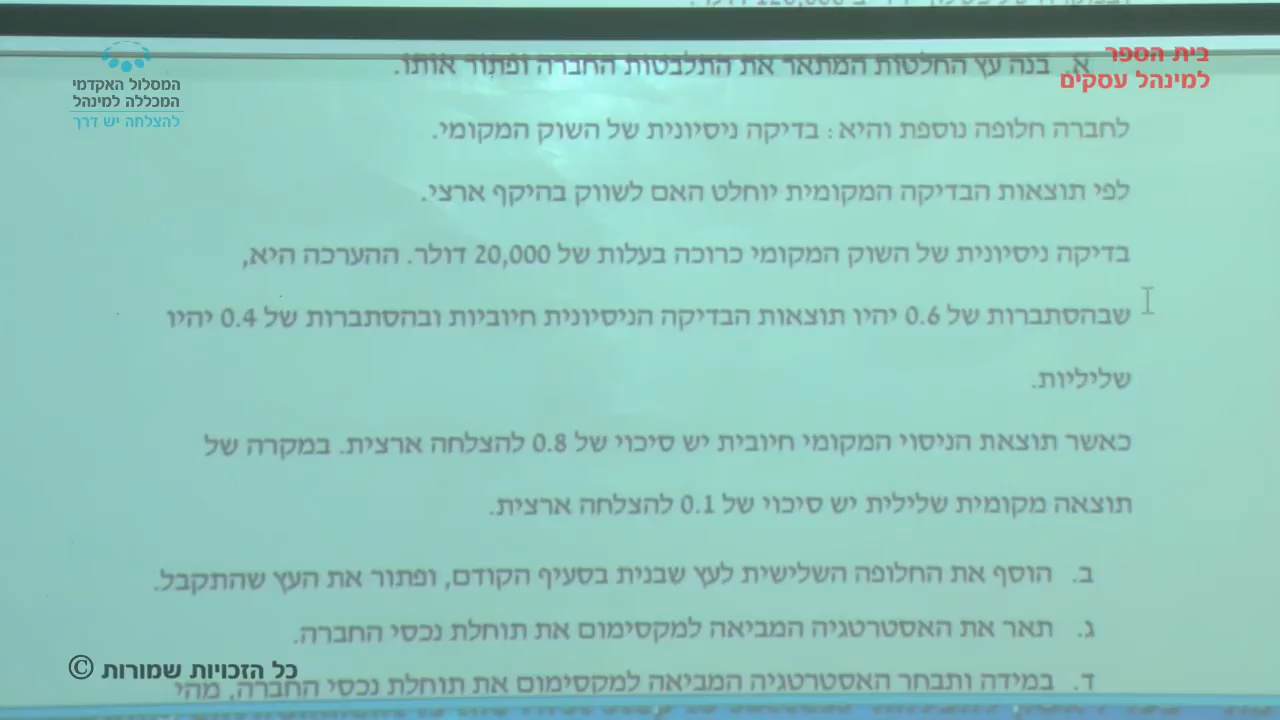 בית הספר
למינהל עסקים
המסלול האקדמי
המכללה למינהל
להצלחה יש דרך
א. בנה עץ החלטות המתאר את התלבטות החברה ופתור אותו.
לחברה חלופה נוספת והיא: בדיקה ניסיונית של השוק המקומי.
לפי תוצאות הבדיקה המקומית יוחלט האם לשווק בהיקף ארצי.
בדיקה ניסיונית של השוק המקומי כרוכה בעלות של 20,000 דולר. ההערכה היא,
שבהסתברות של 0.6 יהיו תוצאות הבדיקה הניסיונית חיוביות ובהסתברות של 0.4 יהיו
שליליות.
כאשר תוצאת הניסוי המקומי חיובית יש סיכוי של 0.8 להצלחה ארצית. במקרה של
תוצאה מקומית שלילית יש סיכוי של 0.1 להצלחה ארצית.
ב. הוסף את החלופה השלישית לעץ שבנית בסעיף הקודם, ופתור את העץ שהתקבל.
ג. תאר את האסטרטגיה המביאה למקסימום את תוחלת נכסי החברה.
ד. במידה ותבחר האסטרטגיה המביאה למקסימום את תוחלת נכסי החברה, מהי
כל הזכויות שמורות ©